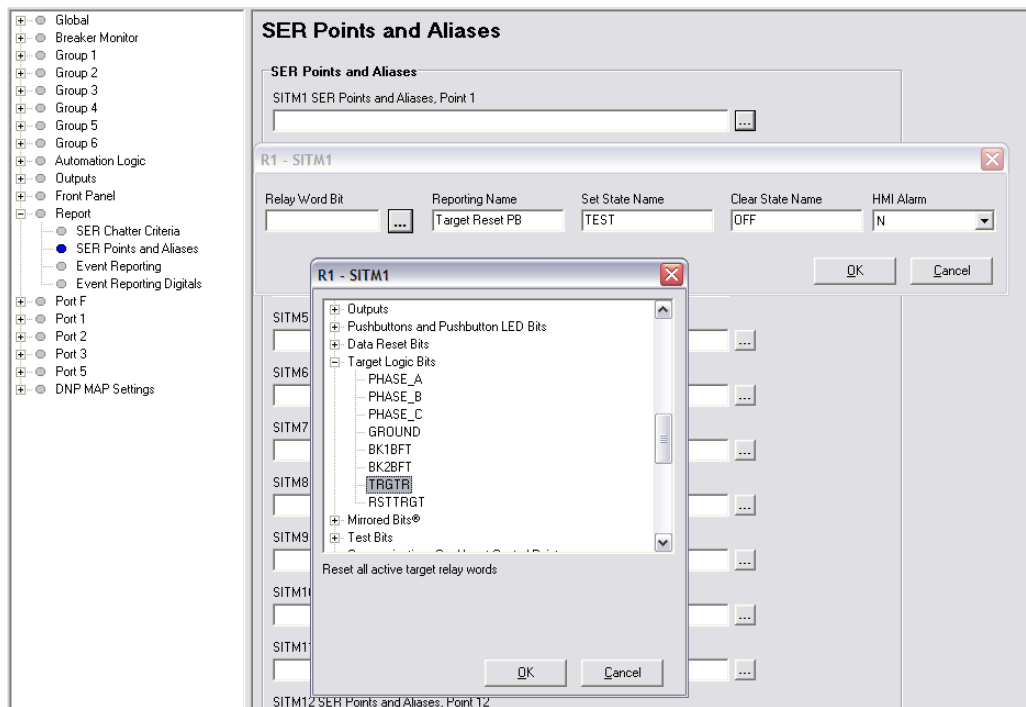 Global
Breaker Monitor
Group 1
Group 2
Group 3
Group 4
Group 5
Group 6
Automation Logic
Outputs
Front Panel
Report
SER Chatter Criteria
SER Points and Aliases
Event Reporting
Event Reporting Digitals
Port F
Port 1
Port 2
Port 3
Port 5
DNP MAP Settings
SER Points and Aliases
SER Points and Aliases
SITM1 SER Points and Aliases, Point 1
...
R1 - SITM1
Relay Word Bit Reporting Name Set State Name Clear State Name HMI Alarm
... Target Reset PB TEST OFF N
OK Cancel
R1 - SITM1
Outputs
Pushbuttons and Pushbutton LED Bits
Data Reset Bits
Target Logic Bits
PHASE_A
PHASE_B
PHASE_C
GROUND
BK1BFT
BK2BFT
TRGTR
RSTTRGT
Mirrored Bits®
Test Bits
Reset all active target relay words
OK Cancel
SITM5
...
SITM6
...
SITM7
...
SITM8
...
SITM9
...
SITM10
...
SITM11
...
SITM12 SER Points and Aliases, Point 12